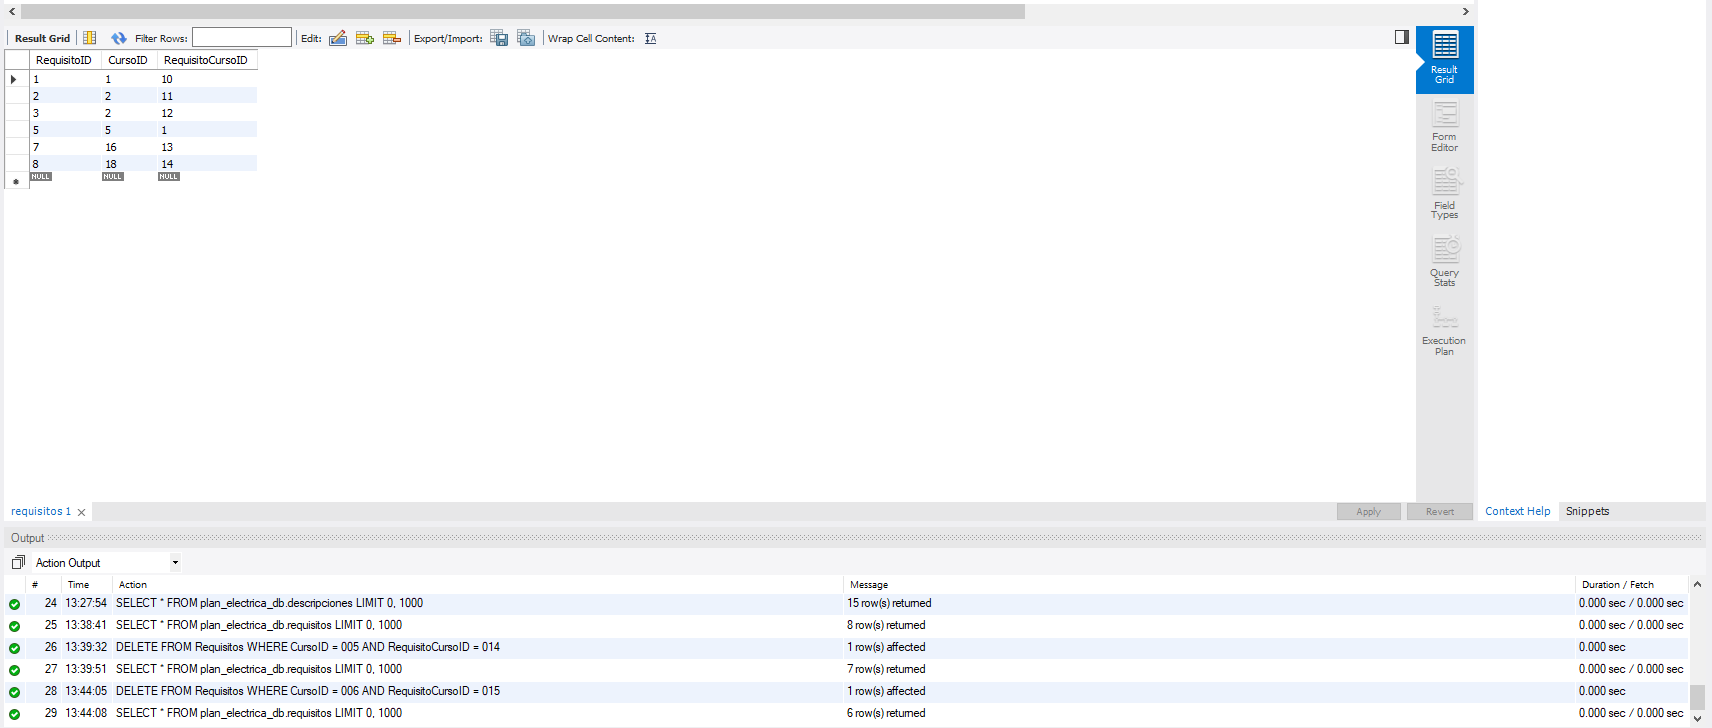 Result Grid Filter Rows: Edit: Export/Import: Wrap Cell Content:
RequisitoID CursoID RequisitoCursoID
1 1 10
2 2 11
3 2 12
5 5 1
7 16 13
8 18 14
NULL NULL NULL
Result
Grid
Form
Editor
Field
Types
Query
Stats
Execution
Plan
requisitos 1 Apply Revert Context Help Snippets
Output
Action Output
# Time Action Message Duration / Fetch
24 13:27:54 SELECT * FROM plan_electrica_db.descripciones LIMIT 0, 1000 15 row(s) returned 0.000 sec / 0.000 sec
25 13:38:41 SELECT * FROM plan_electrica_db.requisitos LIMIT 0, 1000 8 row(s) returned 0.000 sec / 0.000 sec
26 13:39:32 DELETE FROM Requisitos WHERE CursoID = 005 AND RequisitoCursoID = 014 1 row(s) affected 0.000 sec
27 13:39:51 SELECT * FROM plan_electrica_db.requisitos LIMIT 0, 1000 7 row(s) returned 0.000 sec / 0.000 sec
28 13:44:05 DELETE FROM Requisitos WHERE CursoID = 006 AND RequisitoCursoID = 015 1 row(s) affected 0.000 sec
29 13:44:08 SELECT * FROM plan_electrica_db.requisitos LIMIT 0, 1000 6 row(s) returned 0.000 sec / 0.000 sec